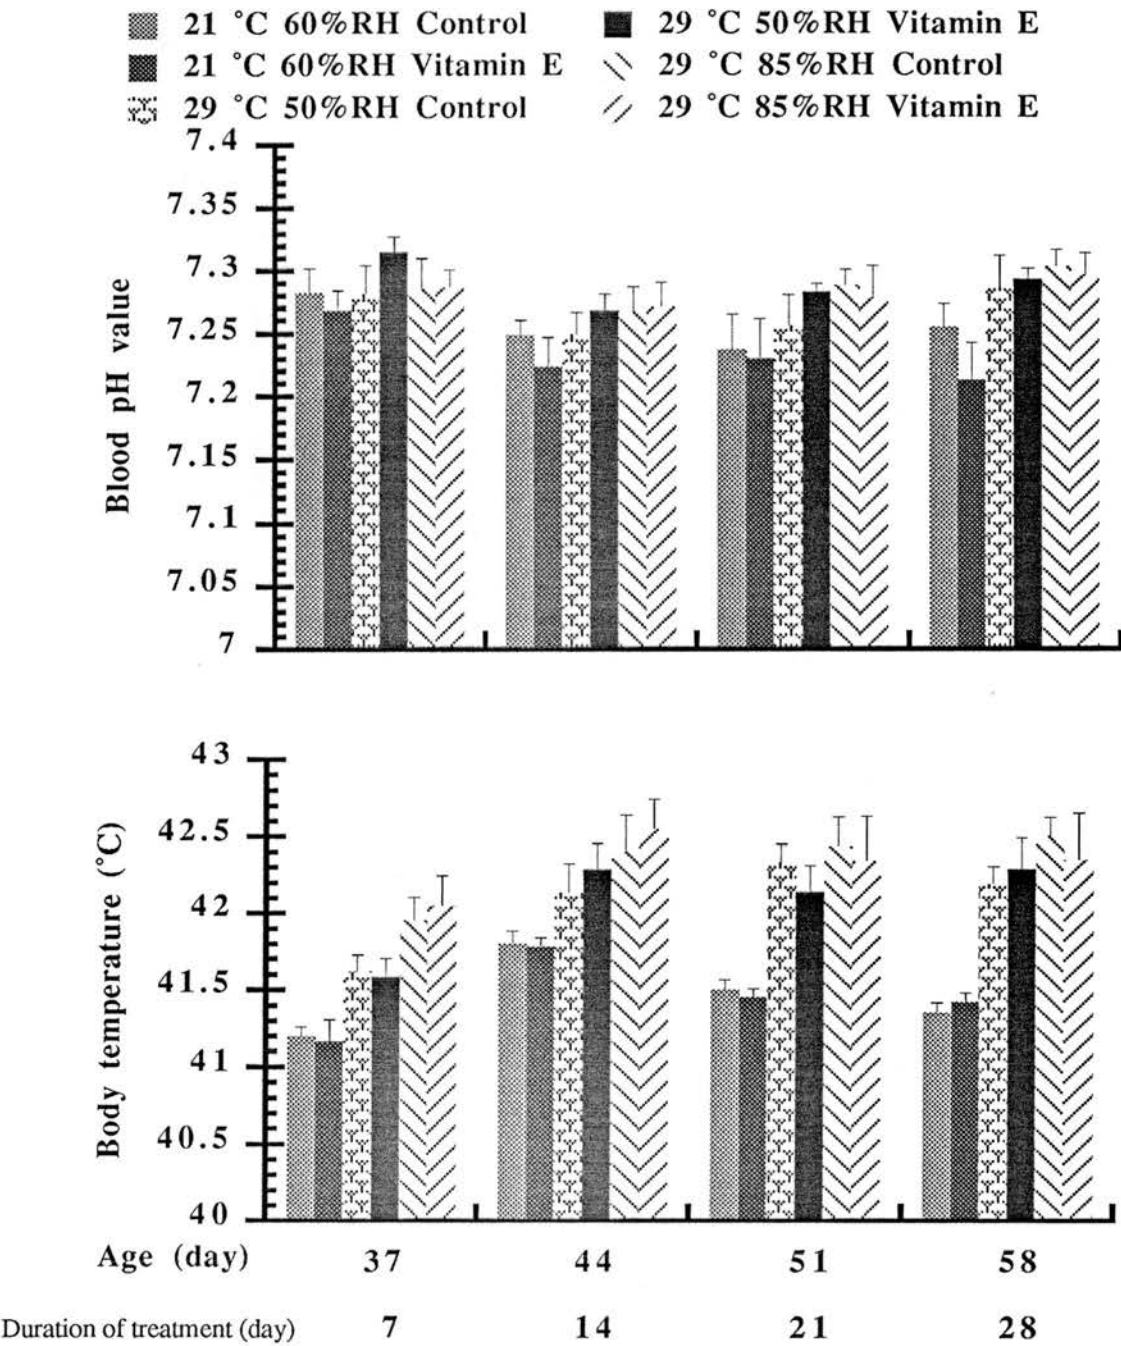 21 °C 60%RH Control
29 °C 50%RH Vitamin E
21 °C 60%RH Vitamin E
29 °C 85%RH Control
29 °C 50%RH Control
29 °C 85%RH Vitamin E
7.4
7.35
7.3
7.25
7.2
7.15
7.1
7.05
7
Blood pH value
43
42.5
42
41.5
41
40.5
40
Body temperature (°C)
Age (day) 37 44 51 58
Duration of treatment (day) 7 14 21 28